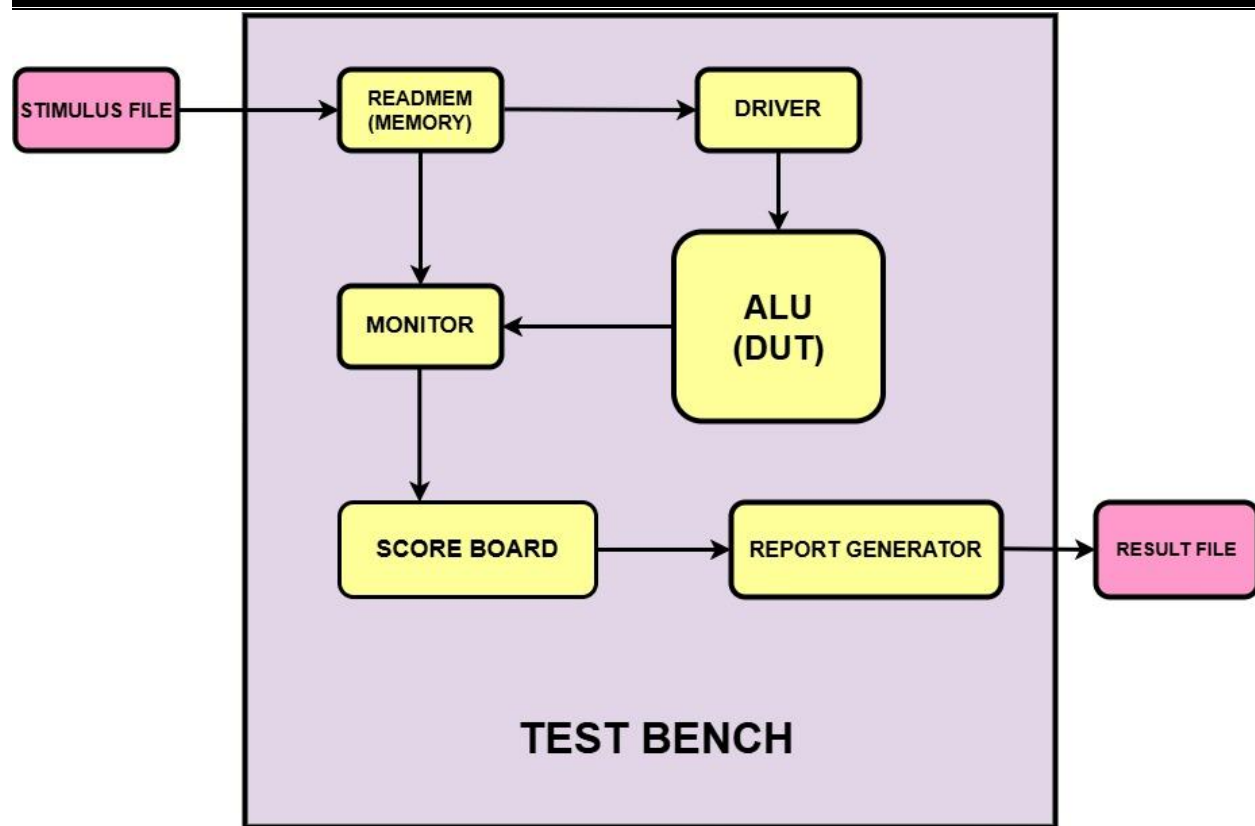 STIMULUS FILE
READMEM
(MEMORY)
DRIVER
MONITOR
ALU
(DUT)
SCORE BOARD
REPORT GENERATOR
RESULT FILE
TEST BENCH